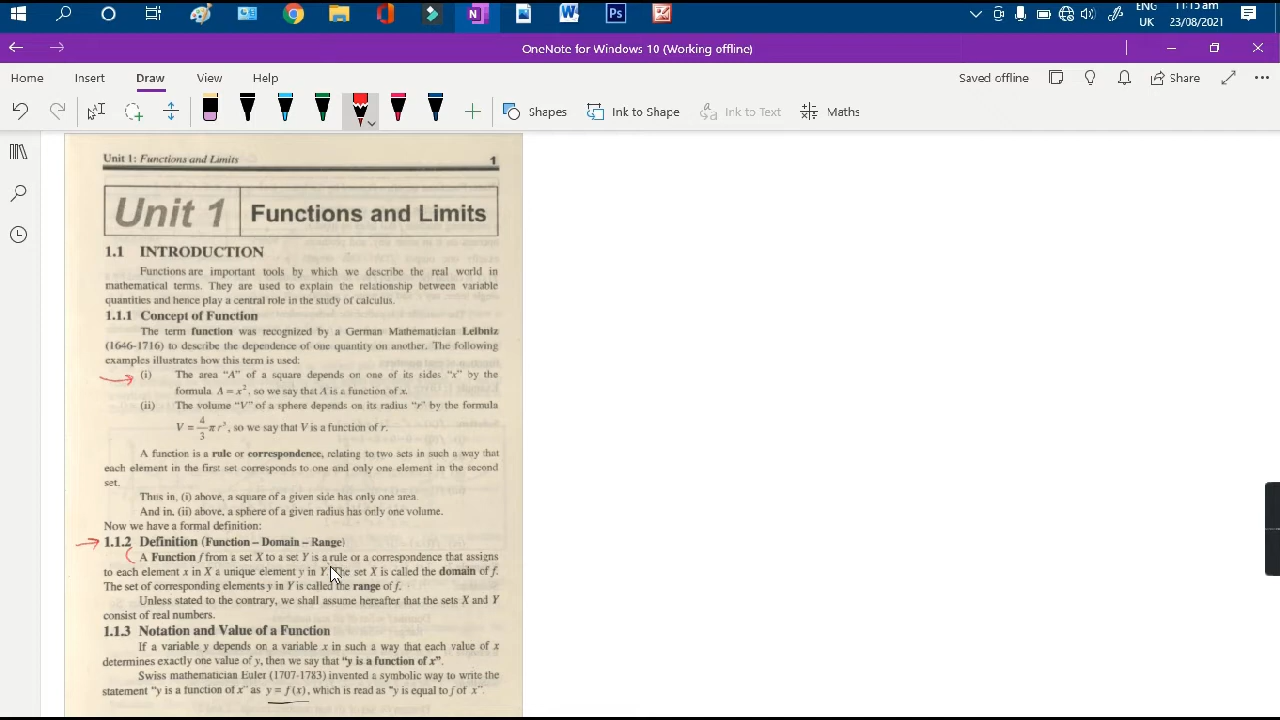 11:15 am
ENG
UK
23/08/2021
OneNote for Windows 10 (Working offline)
Home Insert Draw View Help
Saved offline
Share
Shapes
Ink to Shape
Ink to Text
Maths
Unit 1: Functions and Limits 1
Unit 1 Functions and Limits
1.1 INTRODUCTION
Functions are important tools by which we describe the real world in
mathematical terms. They are used to explain the relationship between variable
quantities and hence play a central role in the study of calculus.
1.1.1 Concept of Function
The term function was recognized by a German Mathematician Leibniz
(1646-1716) to describe the dependence of one quantity on another. The following
examples illustrates how this term is used:
(i) The area "A" of a square depends on one of its sides "x" by the
formula A = x², so we say that A is a function of x.
(ii) The volume "V" of a sphere depends on its radius "r" by the formula
V = 4/3 π r³, so we say that V is a function of r.
A function is a rule or correspondence, relating to two sets in such a way that
each element in the first set corresponds to one and only one element in the second
set.
Thus in, (i) above, a square of a given side has only one area.
And in, (ii) above, a sphere of a given radius has only one volume.
Now we have a formal definition:
1.1.2 Definition (Function – Domain – Range)
A Function f from a set X to a set Y is a rule or a correspondence that assigns
to each element x in X a unique element y in Y. The set X is called the domain of f.
The set of corresponding elements y in Y is called the range of f.
Unless stated to the contrary, we shall assume hereafter that the sets X and Y
consist of real numbers.
1.1.3 Notation and Value of a Function
If a variable y depends on a variable x in such a way that each value of x
determines exactly one value of y, then we say that "y is a function of x".
Swiss mathematician Euler (1707-1783) invented a symbolic way to write the
statement "y is a function of x" as y = f (x), which is read as "y is equal to f of x".